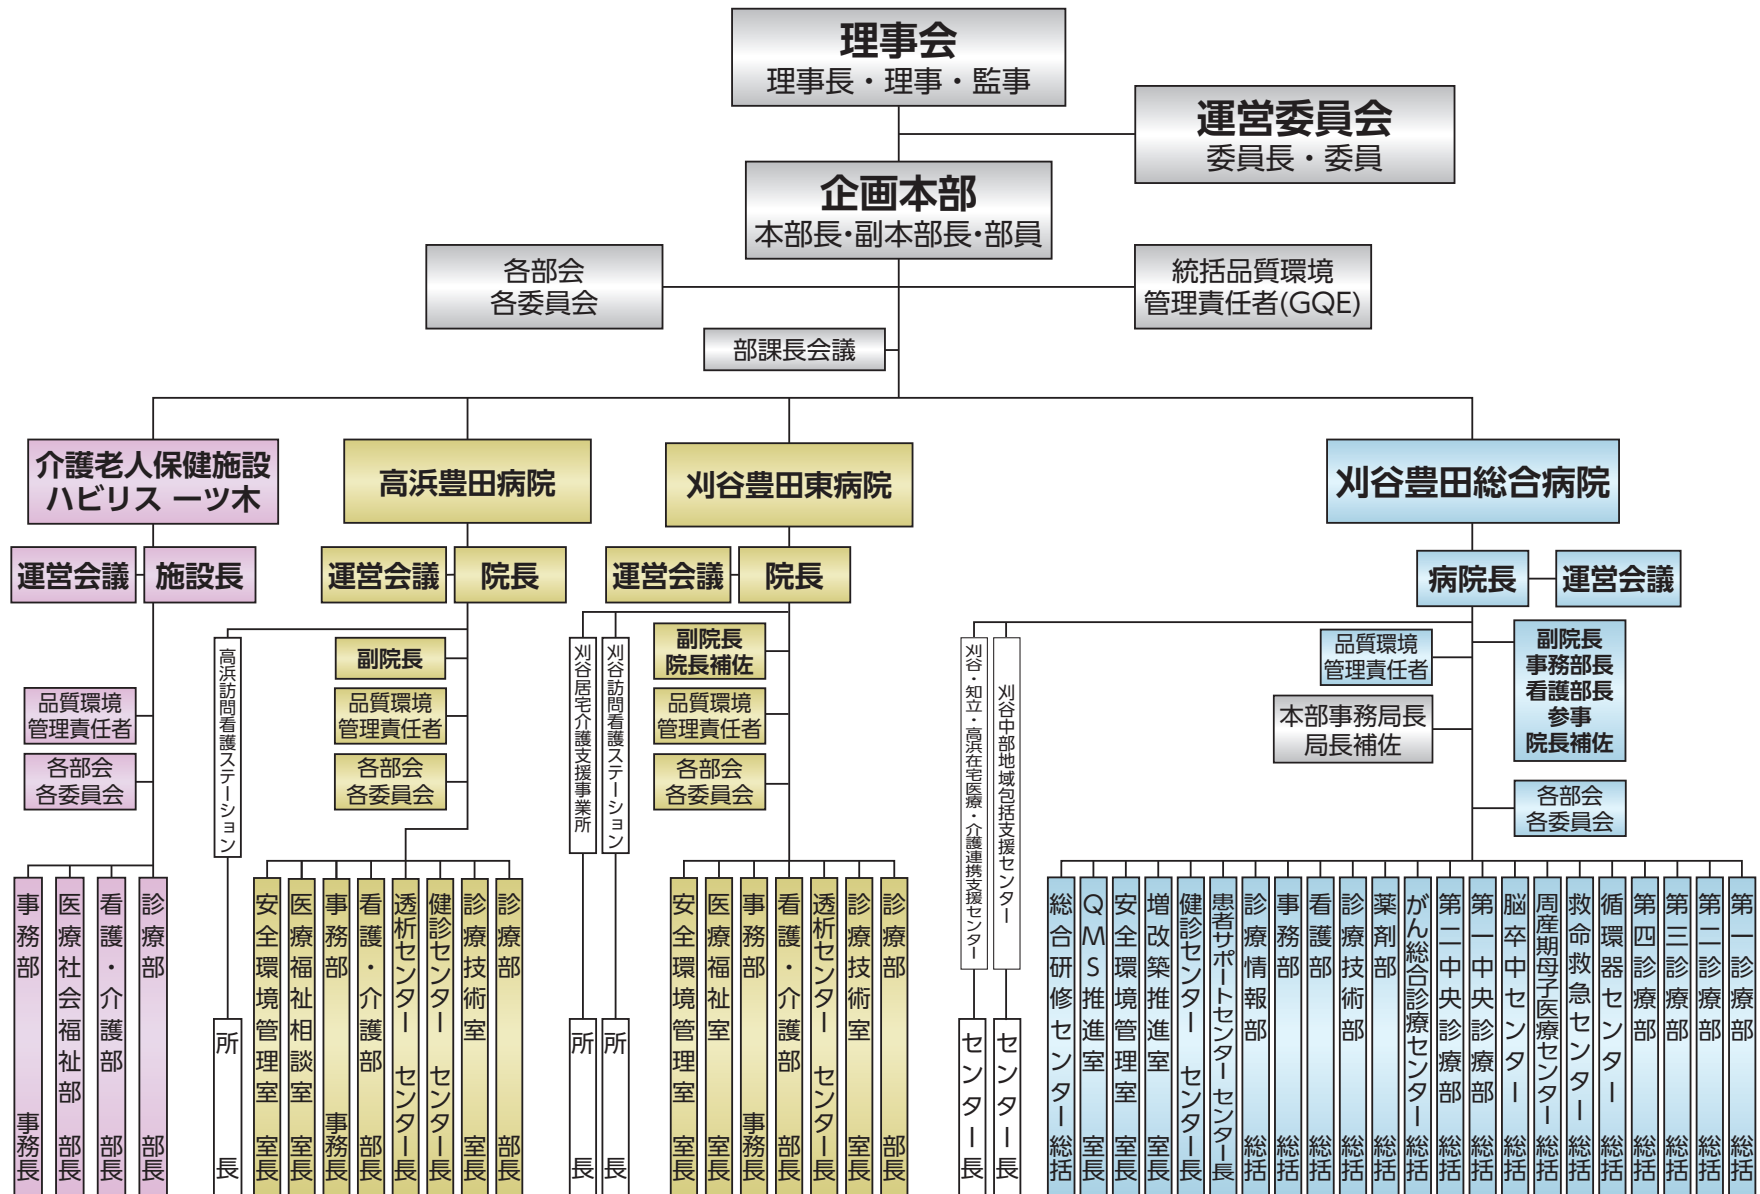 理事会
理事長・理事・監事
運営委員会
委員長・委員
企画本部
本部長・副本部長・部員
各部会
各委員会
統括品質環境
管理責任者(GQE)
部課長会議
介護老人保健施設
ハビリス 一ツ木
運営会議
施設長
品質環境
管理責任者
各部会
各委員会
事務部 事務長
医療社会福祉部 部長
看護・介護部 部長
診療部 部長
高浜豊田病院
運営会議
院長
高浜訪問看護ステーション
所長
副院長
品質環境
管理責任者
各部会
各委員会
安全環境管理室 室長
医療福祉相談室 室長
事務部 事務長
看護・介護部 部長
透析センター センター長
健診センター センター長
診療技術室 室長
診療部 部長
刈谷豊田東病院
運営会議
院長
刈谷居宅介護支援事業所
所長
刈谷訪問看護ステーション
所長
副院長
院長補佐
品質環境
管理責任者
各部会
各委員会
安全環境管理室 室長
医療福祉室 室長
事務部 事務長
看護・介護部 部長
透析センター センター長
診療技術室 室長
診療部 部長
刈谷豊田総合病院
病院長
運営会議
刈谷・知立・高浜在宅医療・介護連携支援センター
センター長
刈谷中部地域包括支援センター
センター長
品質環境
管理責任者
副院長
事務部長
看護部長
参事
院長補佐
本部事務局長
局長補佐
各部会
各委員会
総合研修センター 総括
QMS推進室 室長
安全環境管理室 室長
増改築推進室 室長
健診センター センター長
患者サポートセンター センター長
診療情報部 総括
事務部 総括
看護部 総括
診療技術部 総括
薬剤部 総括
がん総合診療センター 総括
第二中央診療部 総括
第一中央診療部 総括
脳卒中センター 総括
周産期母子医療センター 総括
救命救急センター 総括
循環器センター 総括
第四診療部 総括
第三診療部 総括
第二診療部 総括
第一診療部 総括